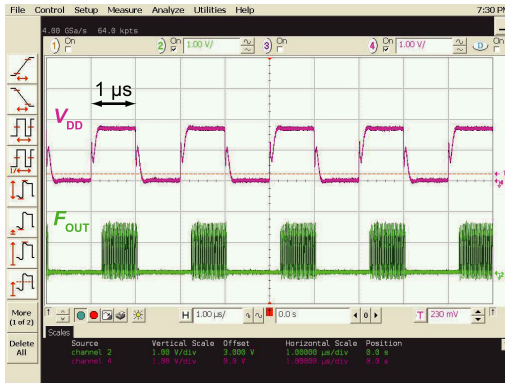 File Control Setup Measure Analyze Utilities Help 7:30 PM
4.00 GSa/s 64.0 kpts
1 On 2 On 1.00 V/ 3 On 4 On 1.00 V/ On
1 µs
VDD
FOUT
More
(1 of 2)
Delete
All
H 1.00 µs/ 0.0 s 0 T 230 mV
Scales
Source Vertical Scale Offset Horizontal Scale Position
channel 2 1.00 V/div 3.000 V 1.00000 µs/div 0.0 s
channel 4 1.00 V/div 0.0 V 1.00000 µs/div 0.0 s